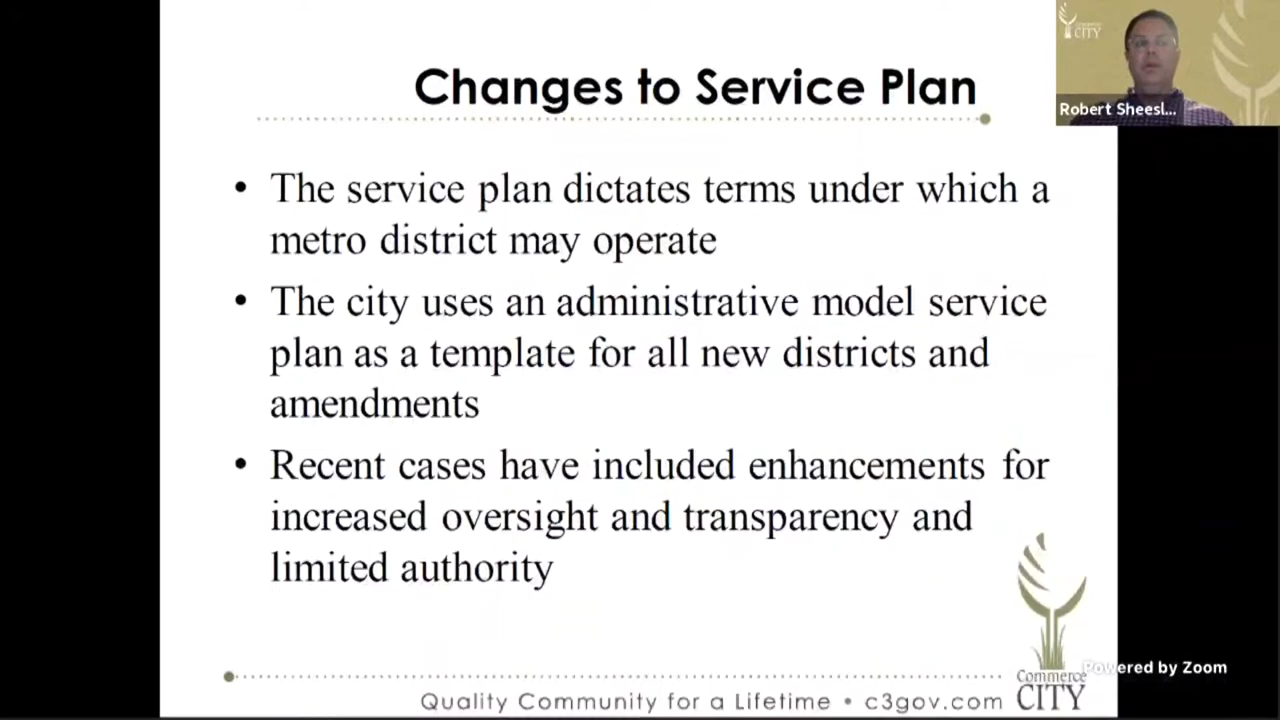 Changes to Service Plan
CITY
Robert Sheesl...
• The service plan dictates terms under which a
metro district may operate
• The city uses an administrative model service
plan as a template for all new districts and
amendments
• Recent cases have included enhancements for
increased oversight and transparency and
limited authority
Powered by Zoom
Commerce
CITY
Quality Community for a Lifetime • c3gov.com